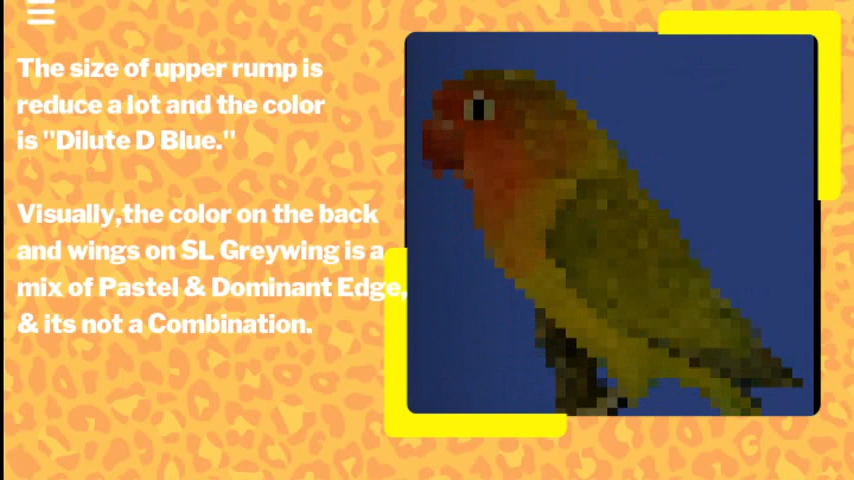 The size of upper rump is
reduce a lot and the color
is "Dilute D Blue."
Visually,the color on the back
and wings on SL Greywing is a
mix of Pastel & Dominant Edge,
& its not a Combination.